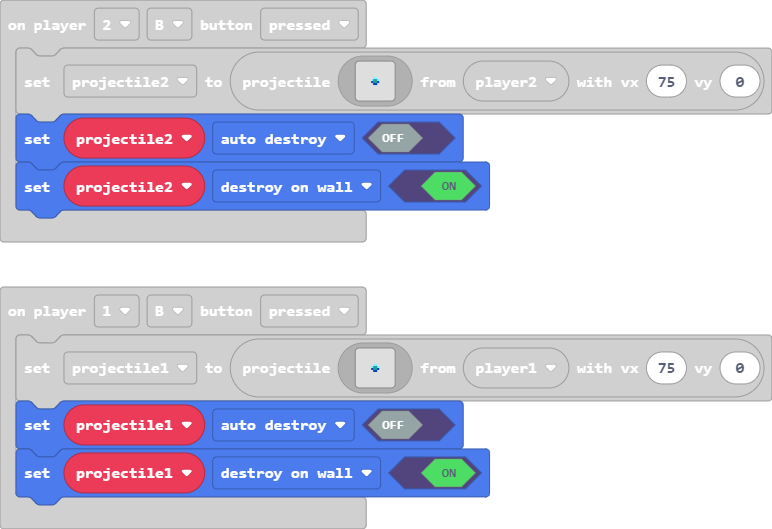 on player 2 B button pressed
set projectile2 to projectile from player2 with vx 75 vy 0
set projectile2 auto destroy OFF
set projectile2 destroy on wall ON
on player 1 B button pressed
set projectile1 to projectile from player1 with vx 75 vy 0
set projectile1 auto destroy OFF
set projectile1 destroy on wall ON